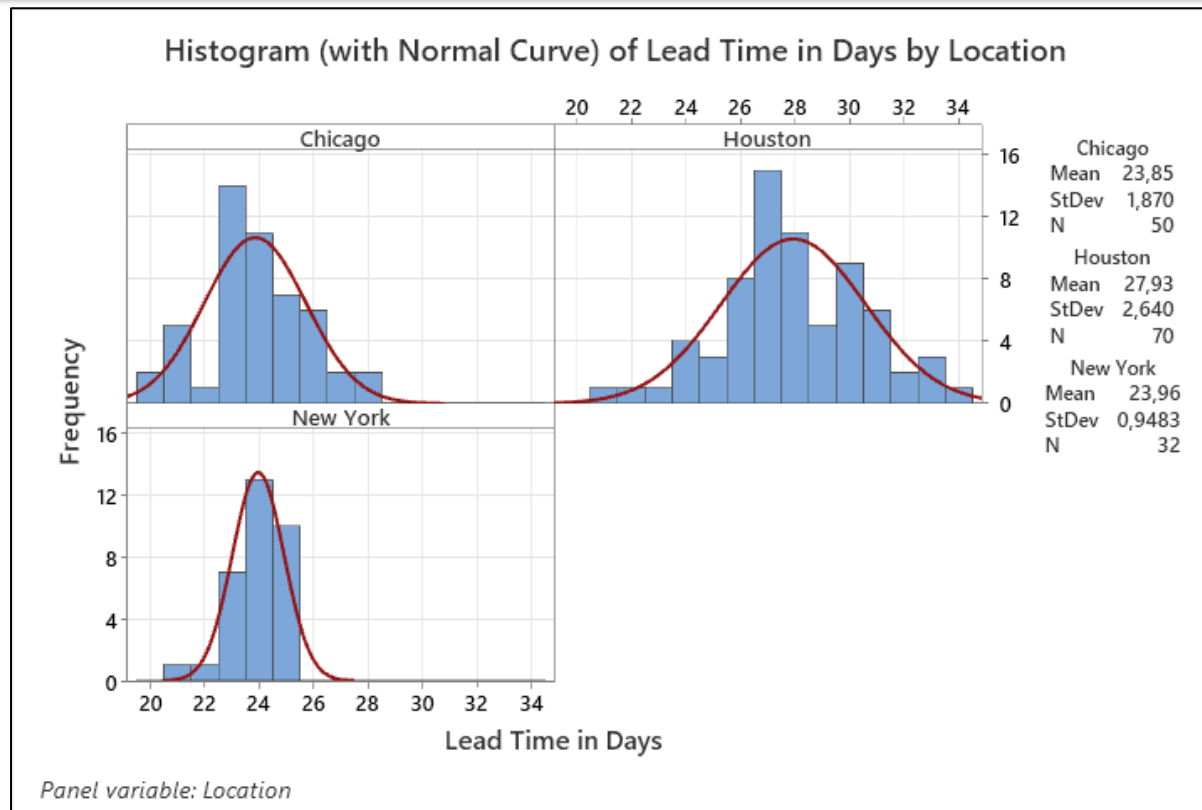 Histogram (with Normal Curve) of Lead Time in Days by Location
20 22 24 26 28 30 32 34
Chicago
Houston
16
12
8
4
0
Chicago
Mean 23,85
StDev 1,870
N 50
Houston
Mean 27,93
StDev 2,640
N 70
New York
Mean 23,96
StDev 0,9483
N 32
Frequency
New York
16
12
8
4
0
20 22 24 26 28 30 32 34
Lead Time in Days
Panel variable: Location